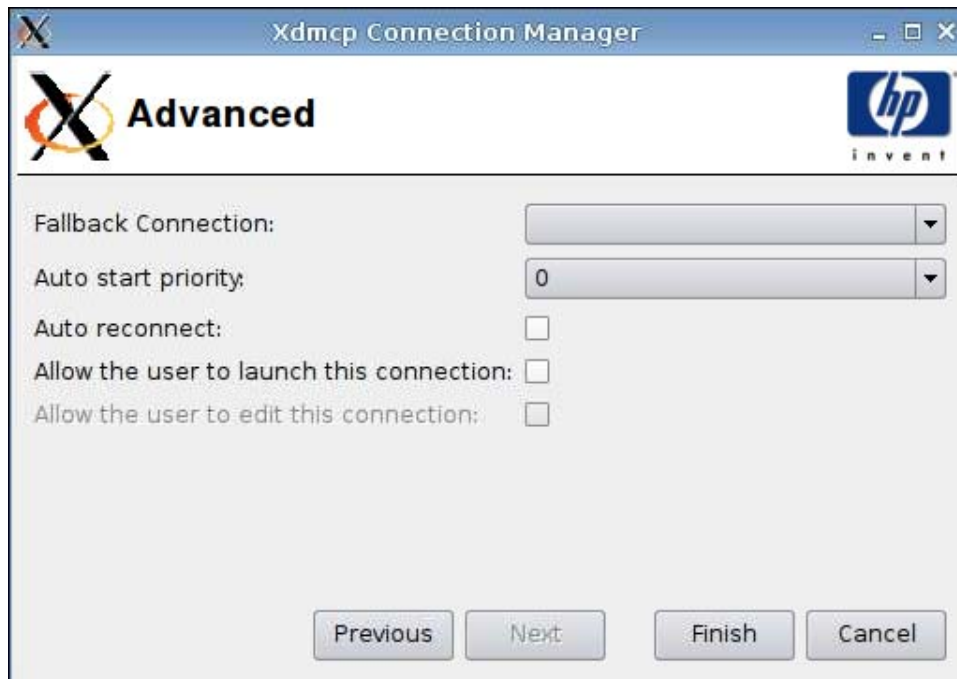 Xdmcp Connection Manager
Advanced
hp
invent
Fallback Connection:
Auto start priority: 0
Auto reconnect:
Allow the user to launch this connection:
Allow the user to edit this connection:
Previous Next Finish Cancel